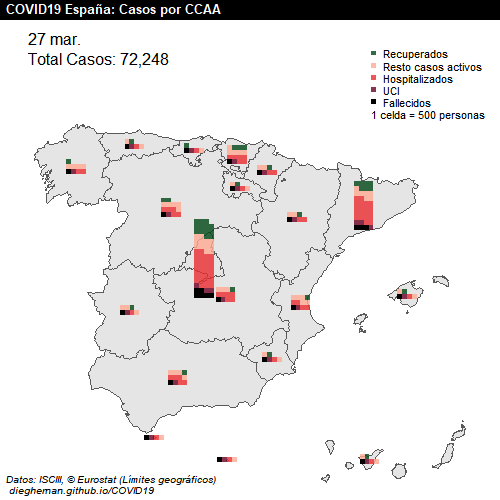 COVID19 España: Casos por CCAA
27 mar.
Total Casos: 72,248
Recuperados
Resto casos activos
Hospitalizados
UCI
Fallecidos
1 celda = 500 personas
Datos: ISCIII, © Eurostat (Límites geográficos)
diegheman.github.io/COVID19